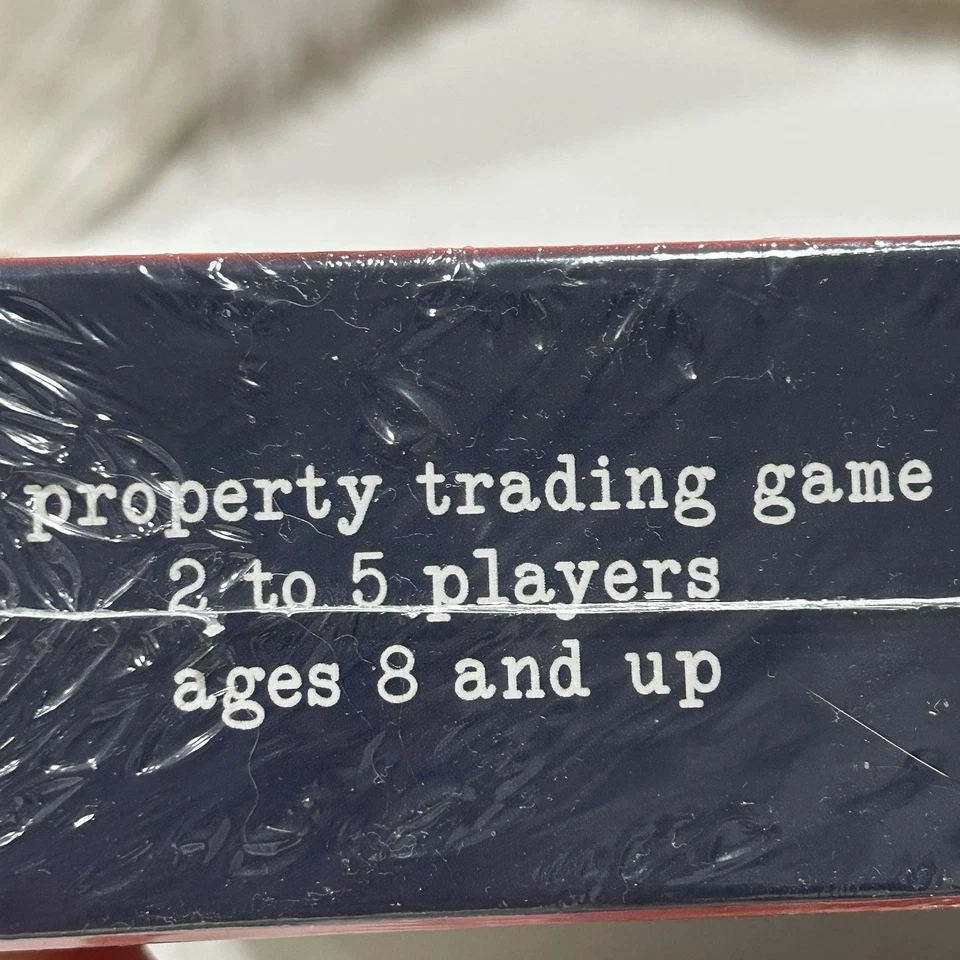 property trading game
2 to 5 players
ages 8 and up